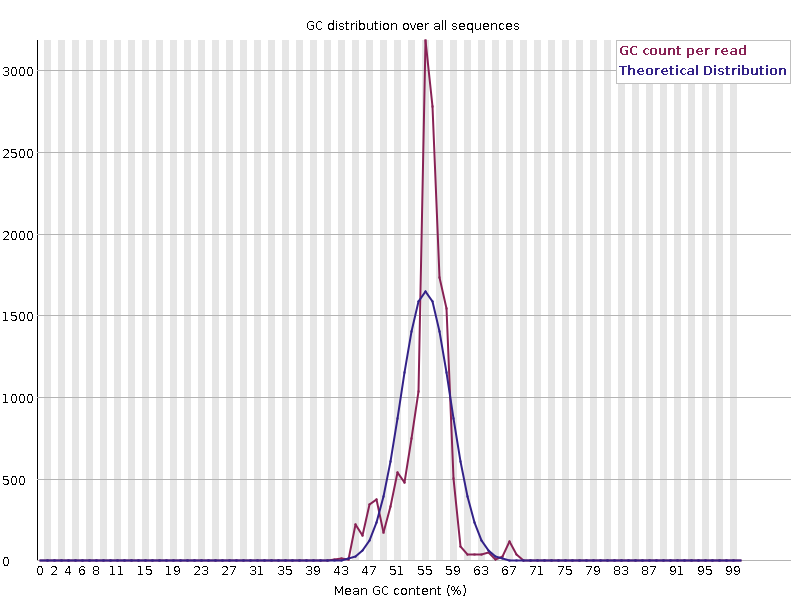 GC distribution over all sequences
GC count per read
Theoretical Distribution
3000
2500
2000
1500
1000
500
0
0 2 4 6 8 11 15 19 23 27 31 35 39 43 47 51 55 59 63 67 71 75 79 83 87 91 95 99
Mean GC content (%)